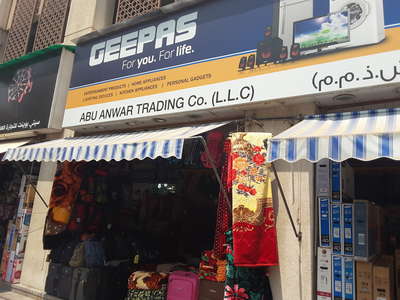 GEEPAS
For you. For life.
ENTERTAINMENT PRODUCTS | HOME APPLIANCES
LIGHTING DEVICES | KITCHEN APPLIANCES | PERSONAL GADGETS
ABU ANWAR TRADING Co. (L.L.C)
ش.ذ.م.م)